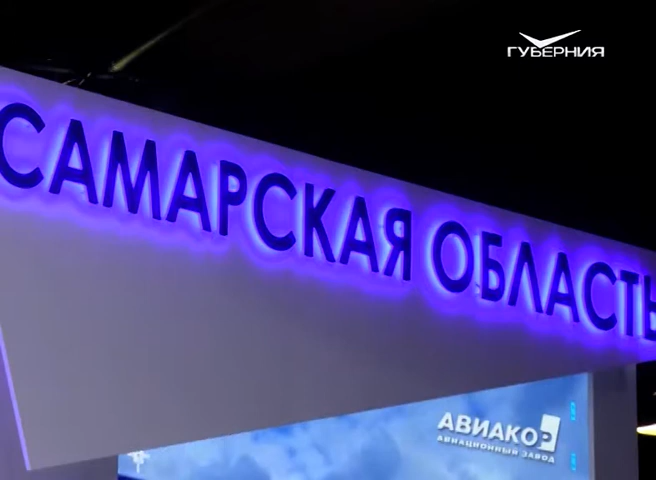 ГУБЕРНИЯ
САМАРСКАЯ ОБЛАСТЬ
АВИАКОР
АВИАЦИОННЫЙ ЗАВОД